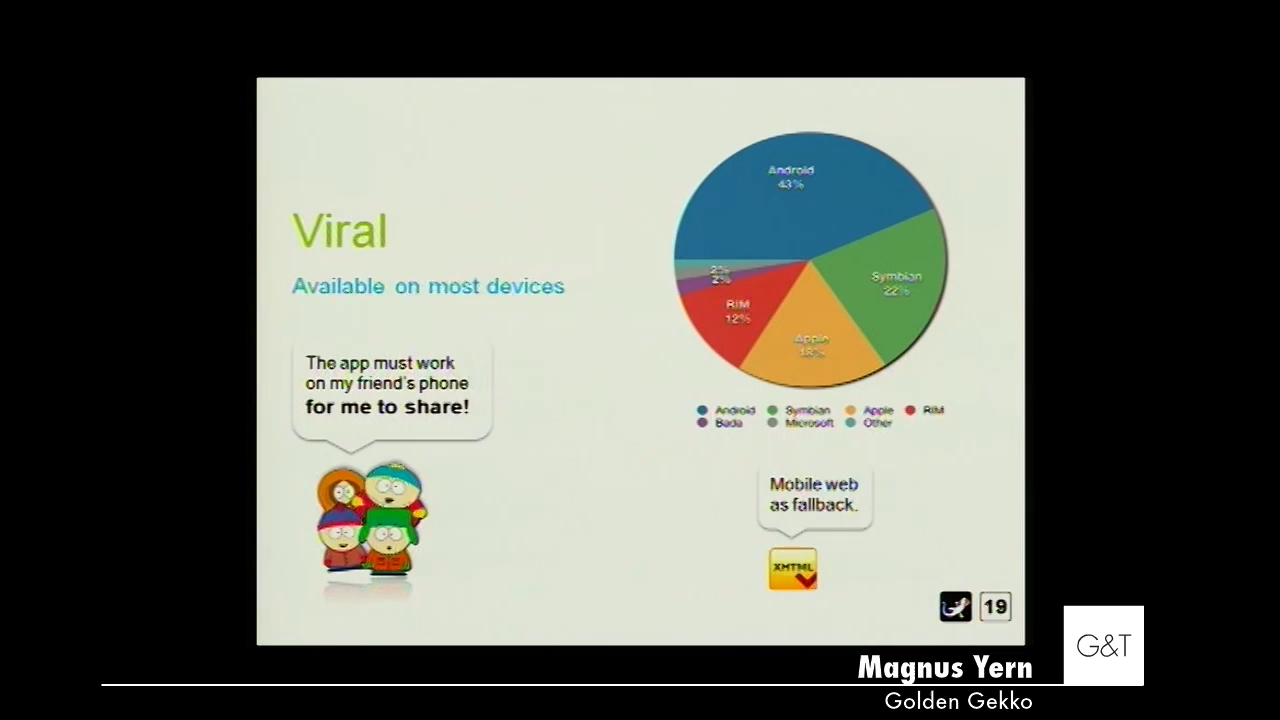 Viral
Available on most devices
The app must work
on my friend's phone
for me to share!
Android
43%
Symbian
22%
Apple
18%
RIM
12%
2%
2%
Android Symbian Apple RIM
Bada Microsoft Other
Mobile web
as fallback.
XHTML
19
G&T
Magnus Yern
Golden Gekko